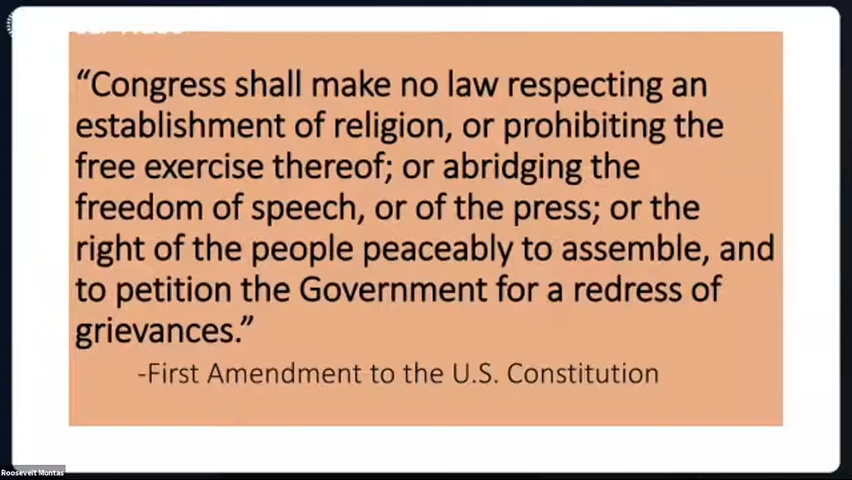 “Congress shall make no law respecting an
establishment of religion, or prohibiting the
free exercise thereof; or abridging the
freedom of speech, or of the press; or the
right of the people peaceably to assemble, and
to petition the Government for a redress of
grievances.”
-First Amendment to the U.S. Constitution
Roosevelt Montas